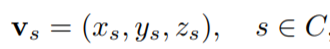 v_s = (x_s, y_s, z_s), s ∈ C.